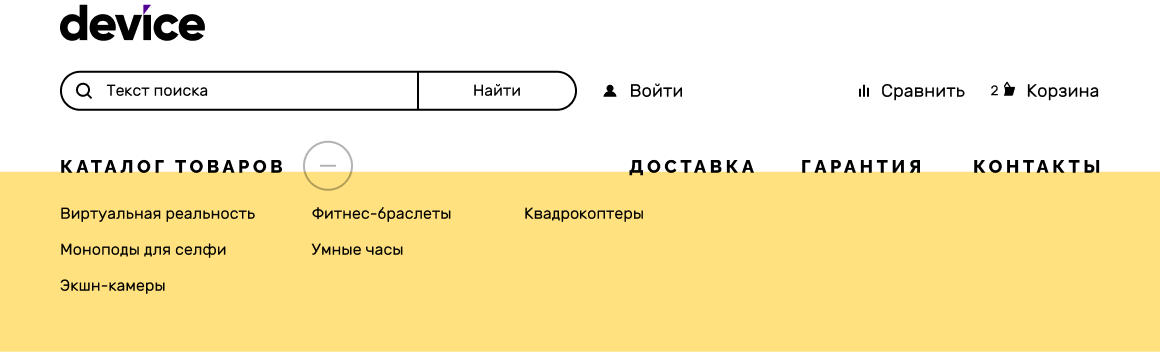 device
Текст поиска Найти Войти Сравнить 2 Корзина
КАТАЛОГ ТОВАРОВ ДОСТАВКА ГАРАНТИЯ КОНТАКТЫ
Виртуальная реальность Фитнес-браслеты Квадрокоптеры
Моноподы для селфи Умные часы
Экшн-камеры